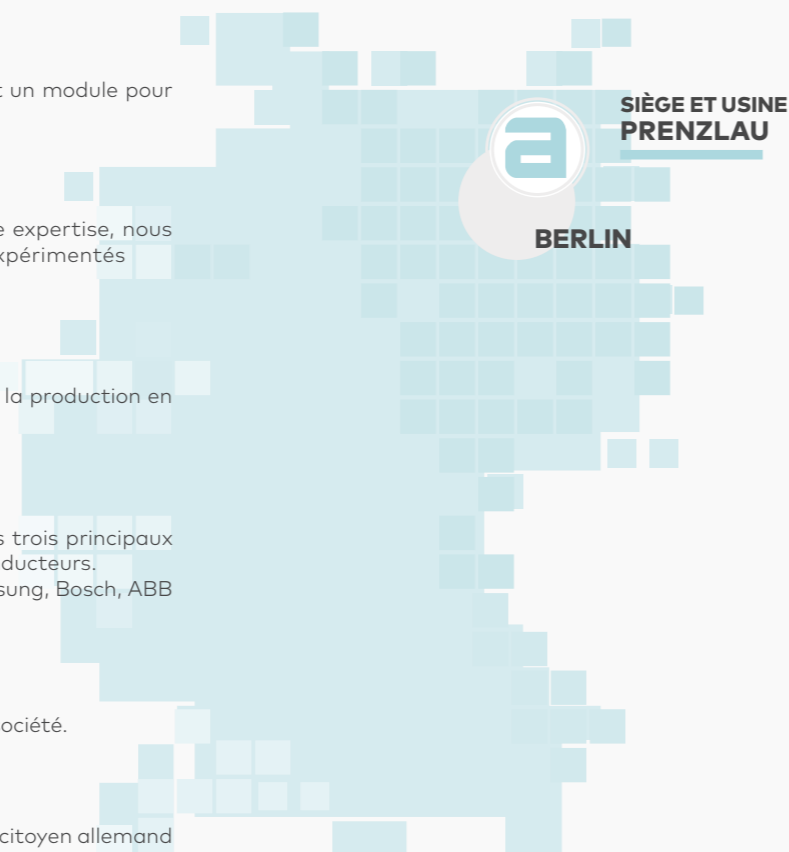 t un module pour
SIÈGE ET USINE
PRENZLAU
e expertise, nous
xpérimentés
BERLIN
la production en
s trois principaux
ducteurs.
sung, Bosch, ABB
ociété.
citoyen allemand